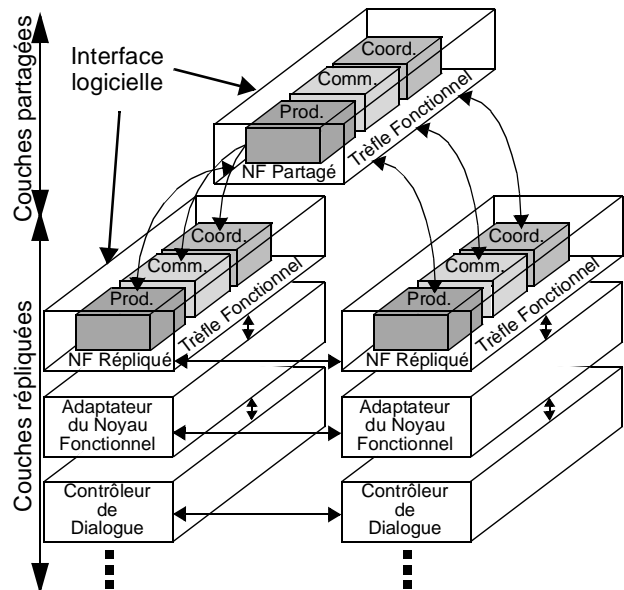 Couches partagées
Interface
logicielle
Coord.
Comm.
Prod.
NF Partagé
Trèfle Fonctionnel
Couches répliquées
Coord.
Comm.
Prod.
NF Répliqué
Trèfle Fonctionnel
Coord.
Comm.
Prod.
NF Répliqué
Trèfle Fonctionnel
Adaptateur
du Noyau
Fonctionnel
Adaptateur
du Noyau
Fonctionnel
Contrôleur
de
Dialogue
Contrôleur
de
Dialogue